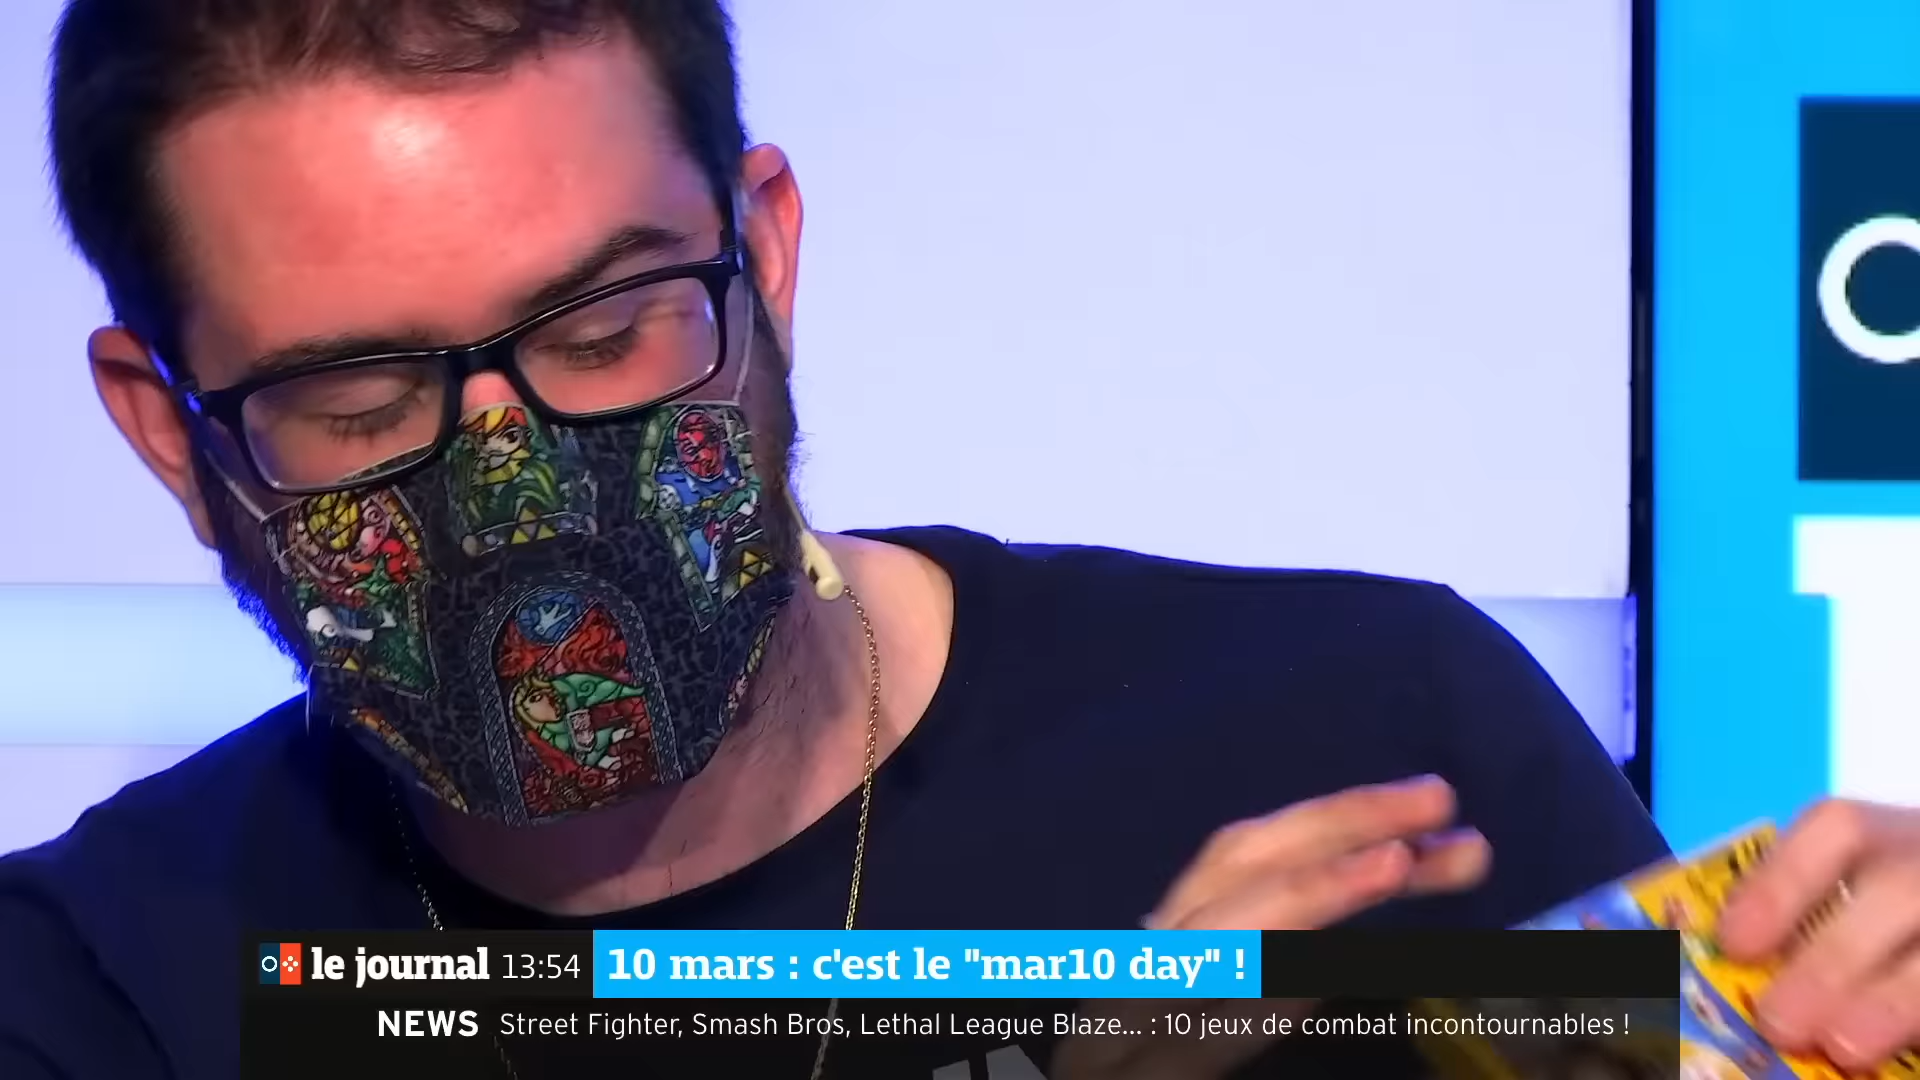 le journal 13:54 10 mars : c'est le "mar10 day" !
NEWS Street Fighter, Smash Bros, Lethal League Blaze... : 10 jeux de combat incontournables !